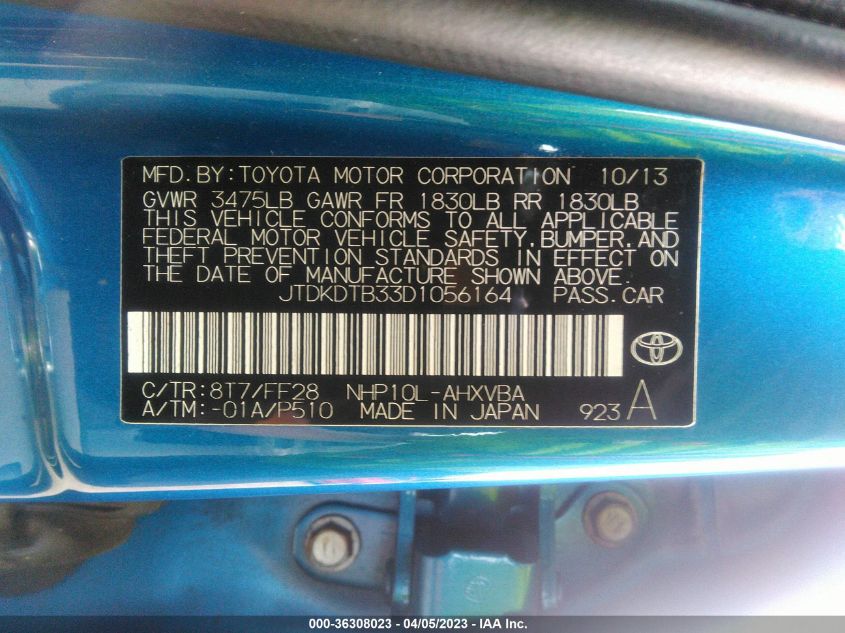 MFD.BY:TOYOTA MOTOR CORPORATION 10/13
GVWR 3475LB GAWR FR 1830LB RR 1830LB
THIS VEHICLE CONFORMS TO ALL APPLICABLE
FEDERAL MOTOR VEHICLE SAFETY,BUMPER,AND
THEFT PREVENTION STANDARDS IN EFFECT ON
THE DATE OF MANUFACTURE SHOWN ABOVE.
JTDKDTB33D1056164 PASS.CAR
C/TR:8T7/FF28 NHP10L-AHXVBA
A/TM:-01A/P510 MADE IN JAPAN 923 A
000-36308023 - 04/05/2023 - IAA Inc.